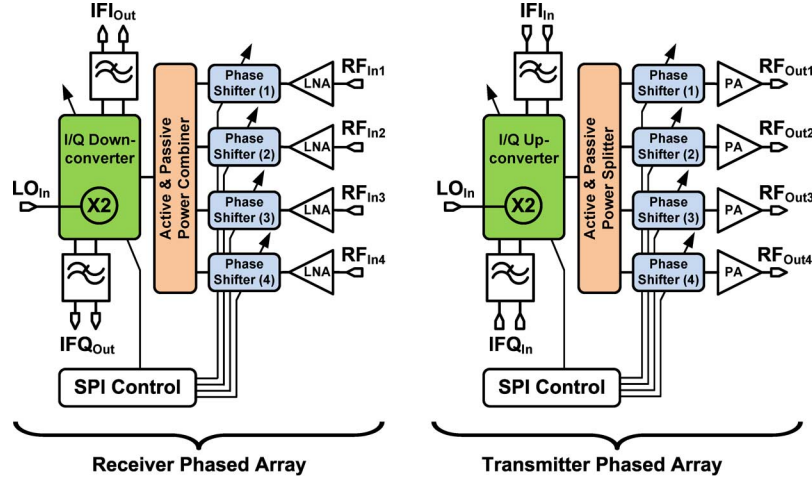 IFIOut
IFIIn
Phase Shifter (1)
LNA
RFIn1
Phase Shifter (1)
PA
RFOut1
I/Q Down-converter
Active & Passive Power Combiner
Phase Shifter (2)
LNA
RFIn2
I/Q Up-converter
Active & Passive Power Splitter
Phase Shifter (2)
PA
RFOut2
LOIn
X2
Phase Shifter (3)
LNA
RFIn3
LOIn
X2
Phase Shifter (3)
PA
RFOut3
Phase Shifter (4)
LNA
RFIn4
Phase Shifter (4)
PA
RFOut4
IFQOut
IFQIn
SPI Control
SPI Control
Receiver Phased Array
Transmitter Phased Array